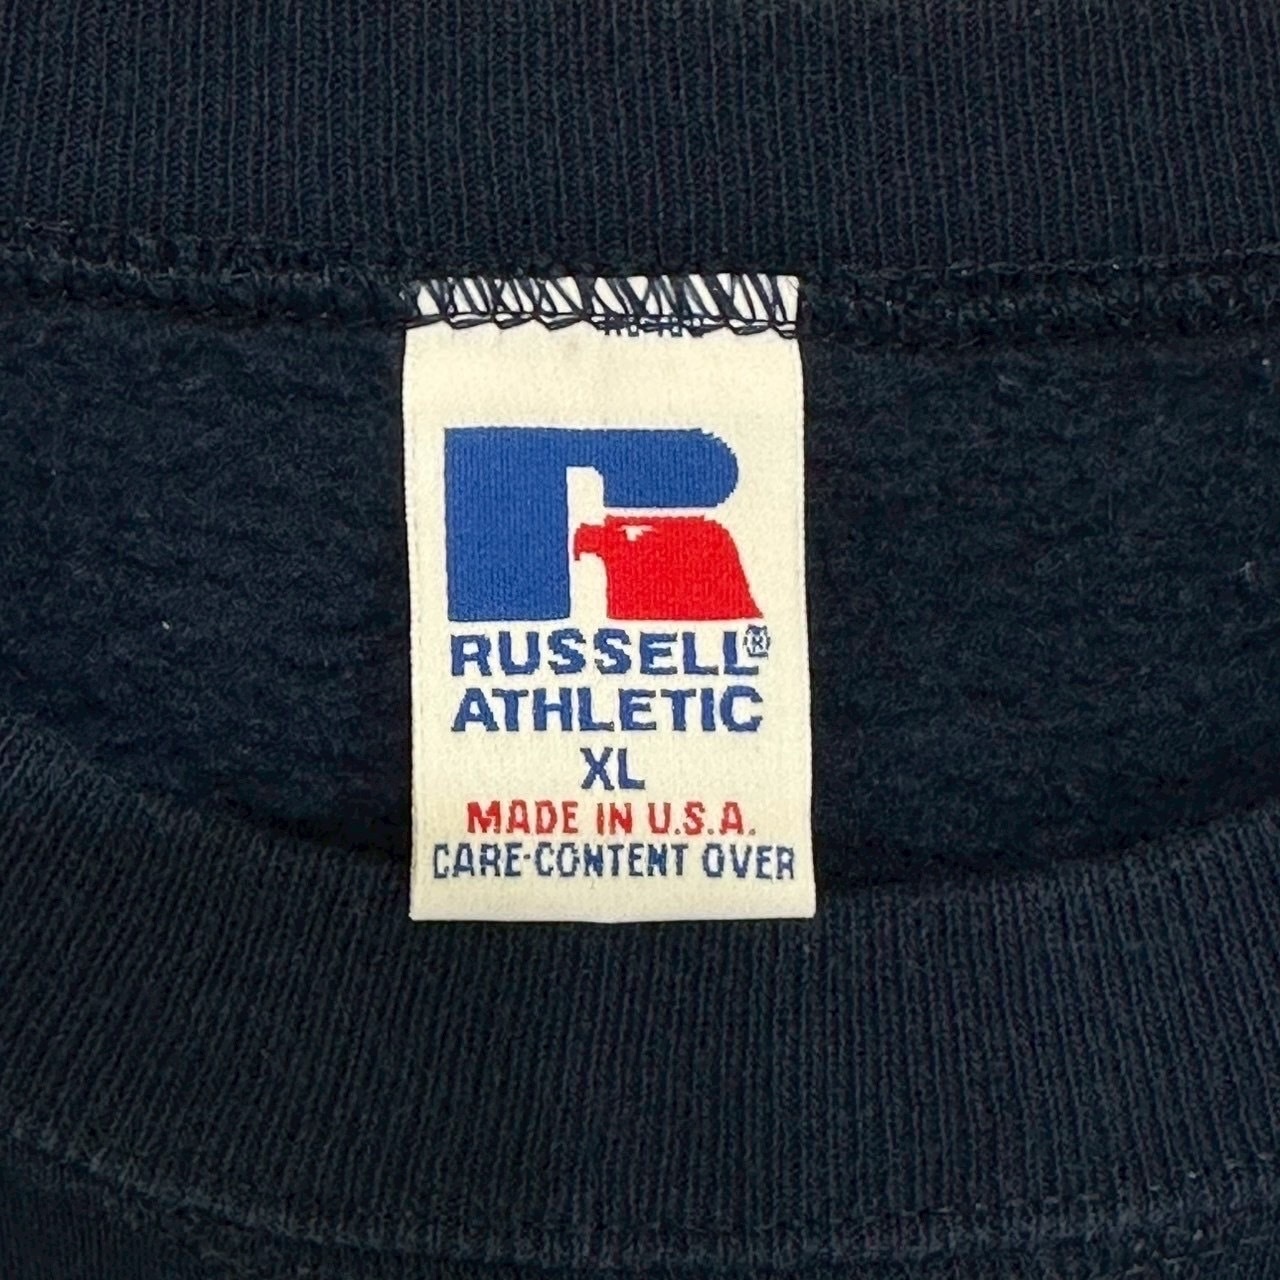 RUSSELL®
ATHLETIC
XL
MADE IN U.S.A.
CARE-CONTENT OVER